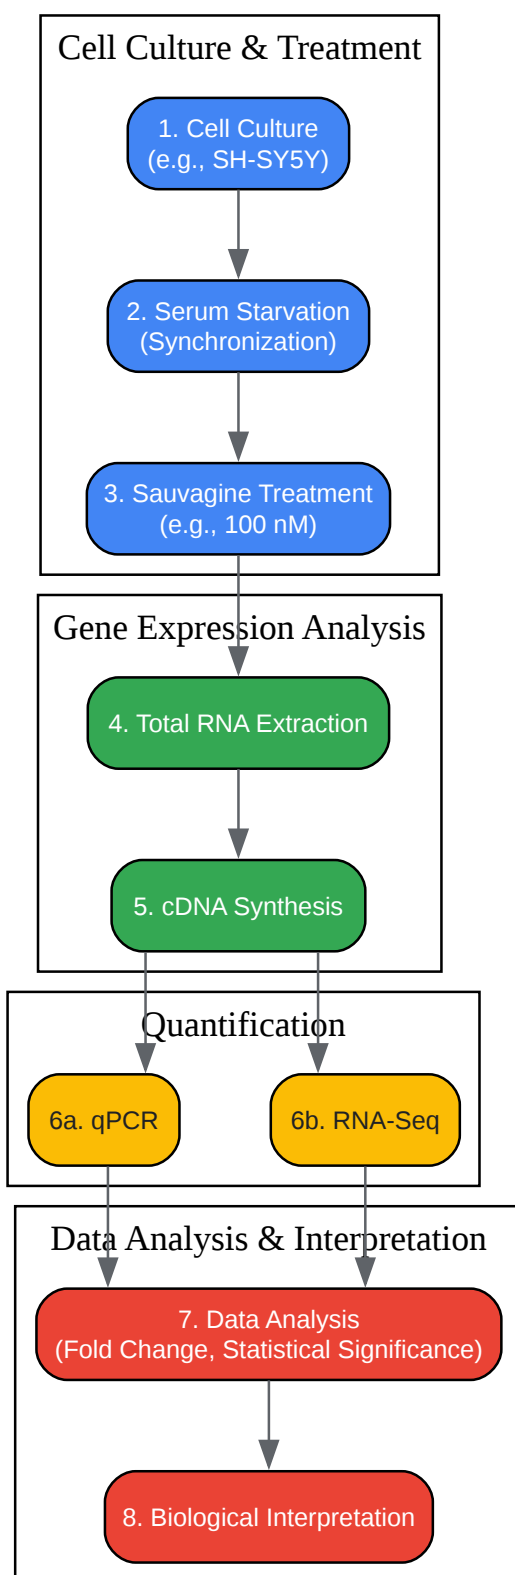 Cell Culture & Treatment
1. Cell Culture
(e.g., SH-SY5Y)
2. Serum Starvation
(Synchronization)
3. Sauvagine Treatment
(e.g., 100 nM)
Gene Expression Analysis
4. Total RNA Extraction
5. cDNA Synthesis
Quantification
6a. qPCR
6b. RNA-Seq
Data Analysis & Interpretation
7. Data Analysis
(Fold Change, Statistical Significance)
8. Biological Interpretation